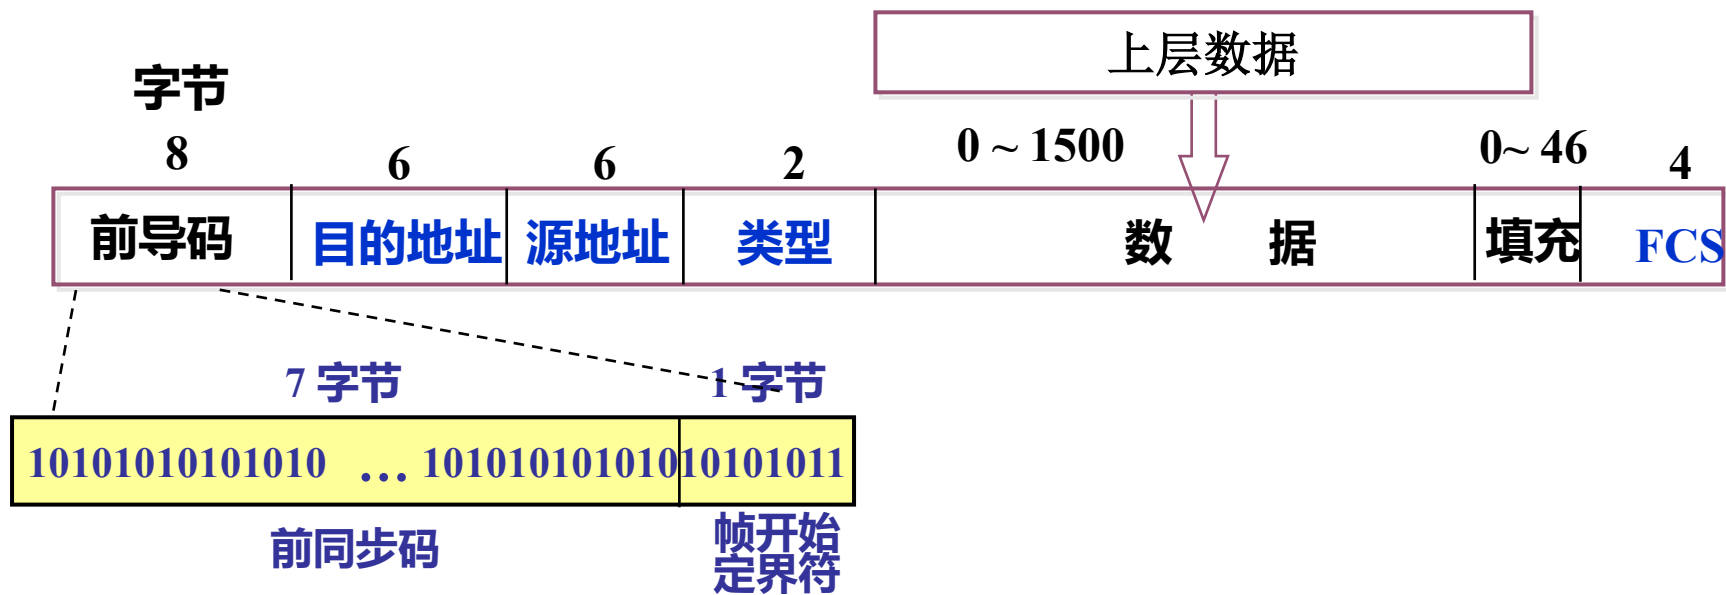 上层数据
字节
8 6 6 2 0 ~ 1500 0~ 46 4
前导码 目的地址 源地址 类型 数 据 填充 FCS
7 字节 1 字节
10101010101010 … 101010101010 10101011
前同步码 帧开始
定界符